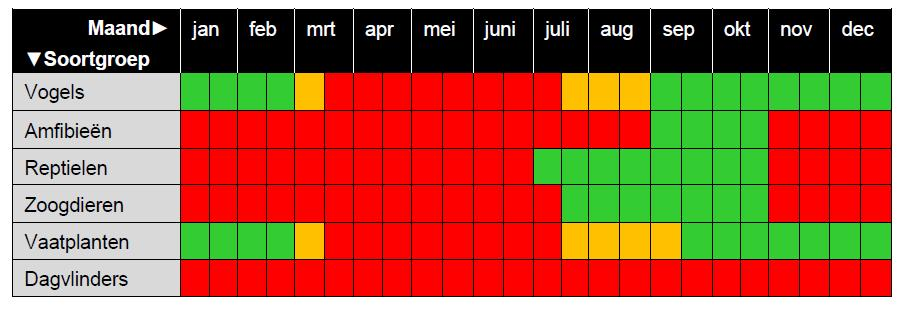 Maand►
▼Soortgroep
jan feb mrt apr mei juni juli aug sep okt nov dec
Vogels
Amfibieën
Reptielen
Zoogdieren
Vaatplanten
Dagvlinders